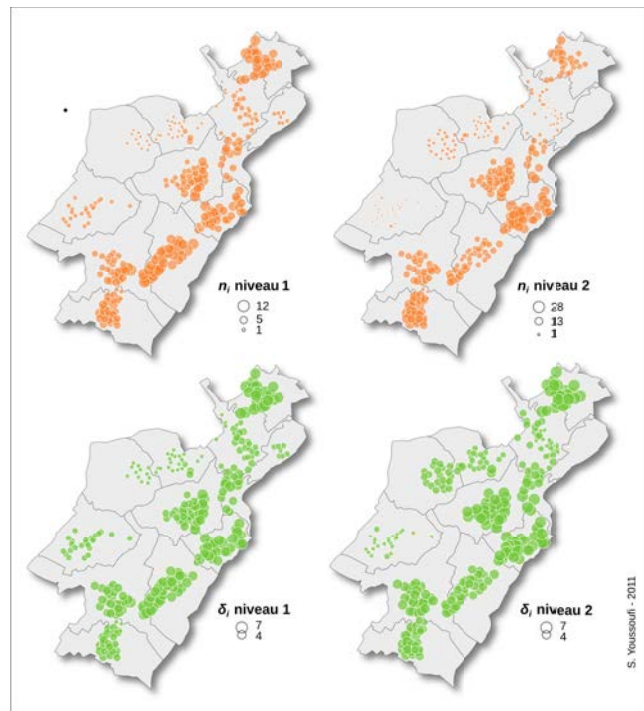 nᵢ niveau 1
12
5
1
nᵢ niveau 2
28
13
1
δᵢ niveau 1
7
4
δᵢ niveau 2
7
4
S. Youssoufi - 2011